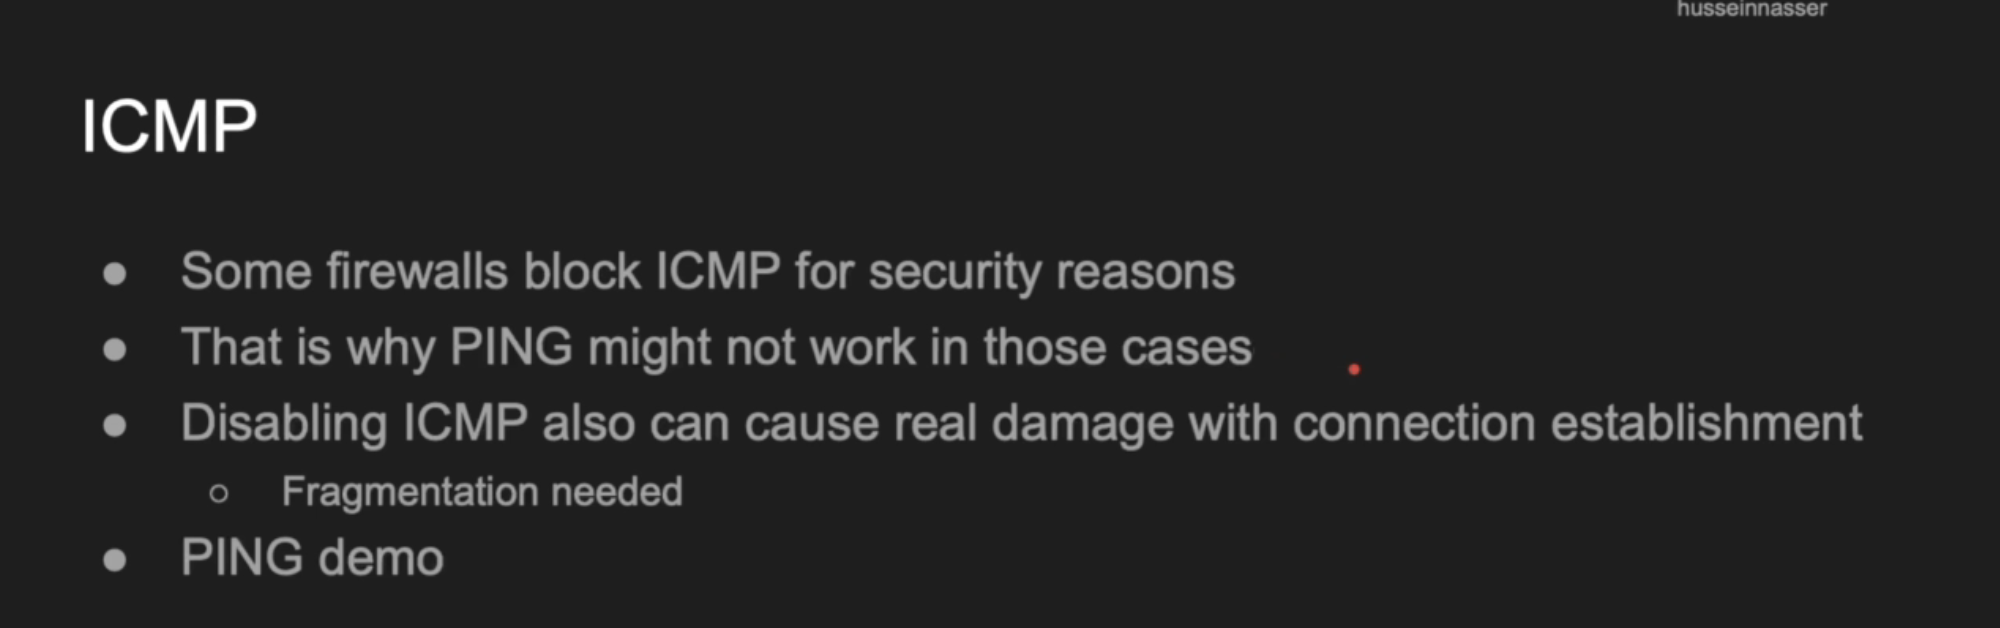 husseinnasser
ICMP
● Some firewalls block ICMP for security reasons
● That is why PING might not work in those cases
● Disabling ICMP also can cause real damage with connection establishment
○ Fragmentation needed
● PING demo